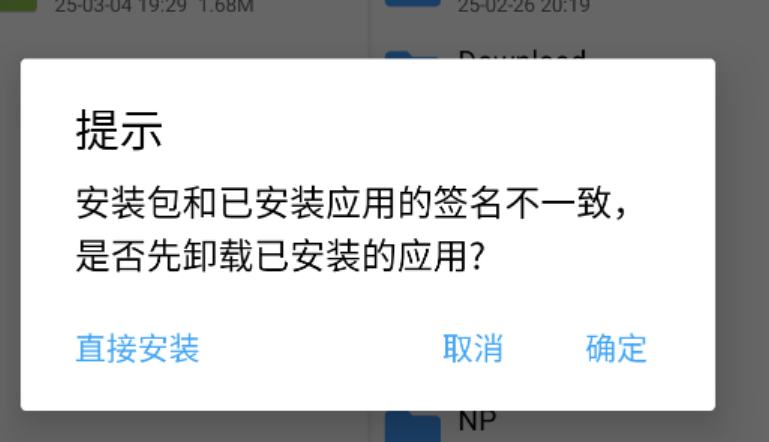 25-03-04 19:29 1.68M
25-02-26 20:19
Download
提示
安装包和已安装应用的签名不一致，
是否先卸载已安装的应用?
直接安装 取消 确定
NP